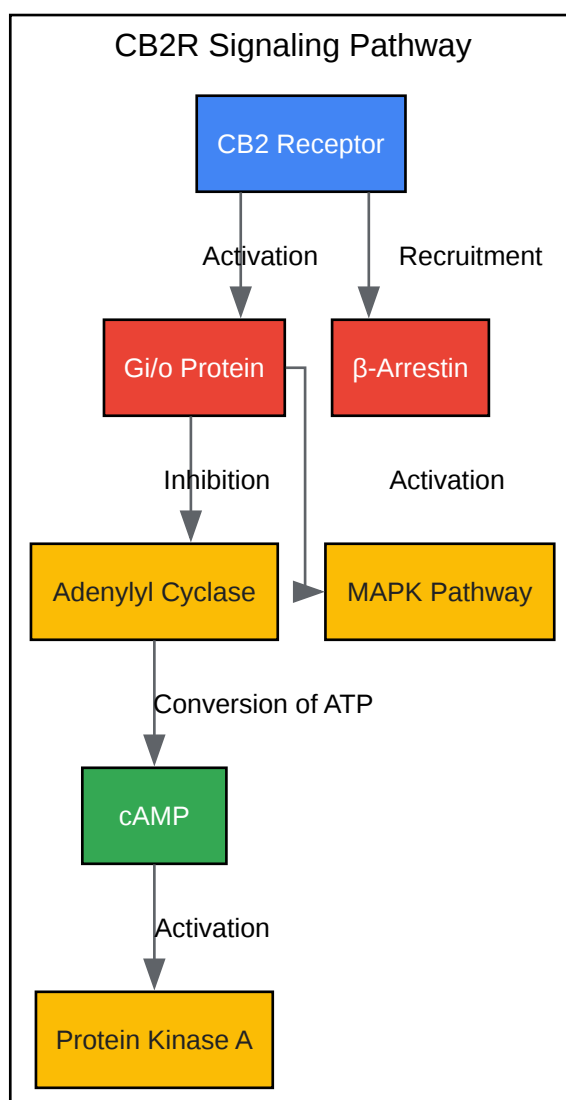 CB2R Signaling Pathway
CB2 Receptor
Activation
Recruitment
Gi/o Protein
β-Arrestin
Inhibition
Activation
Adenylyl Cyclase
MAPK Pathway
Conversion of ATP
cAMP
Activation
Protein Kinase A